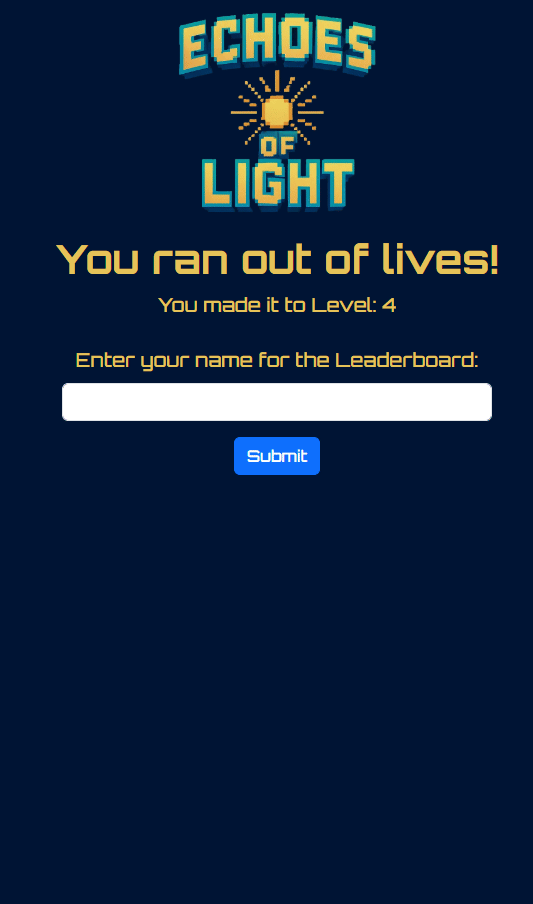 ECHOES
OF
LIGHT
You ran out of lives!
You made it to Level: 4
Enter your name for the Leaderboard:
Submit